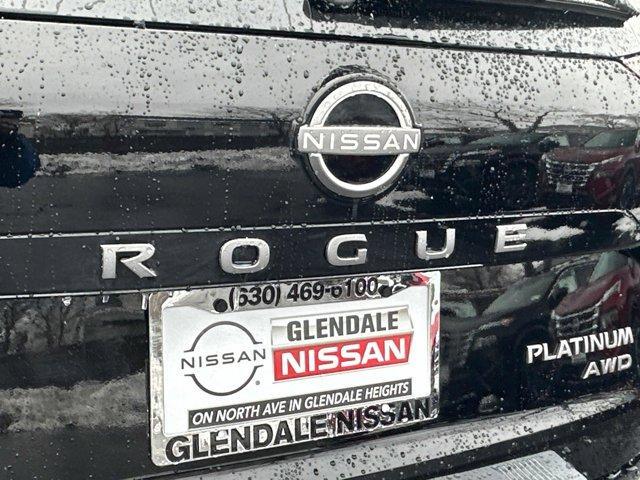 NISSAN
ROGUE
(630) 469-6100
NISSAN
GLENDALE
NISSAN
ON NORTH AVE IN GLENDALE HEIGHTS
GLENDALE NISSAN
PLATINUM
AWD